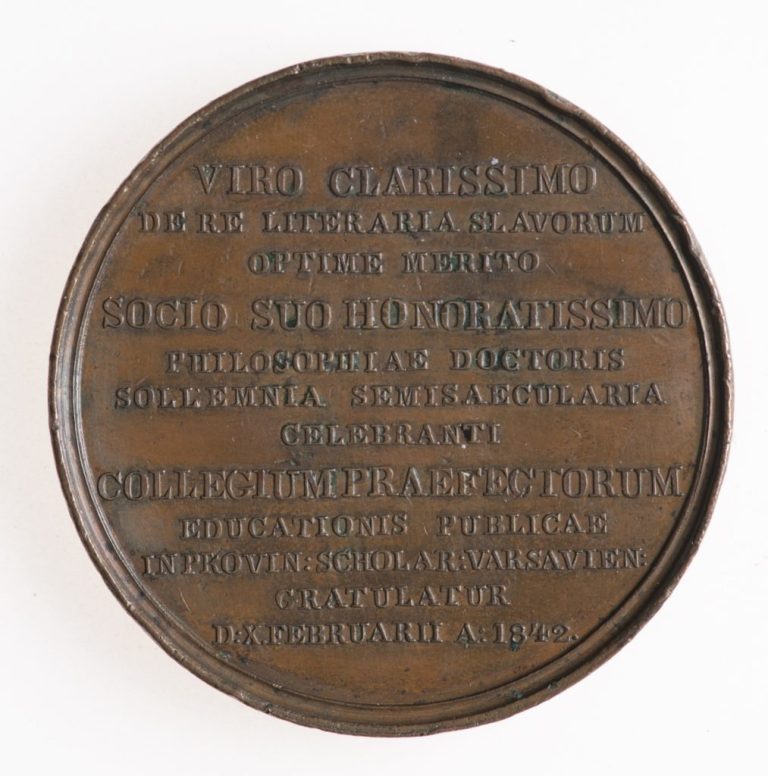 VIRO CLARISSIMO
DE RE LITERARIA SLAVORUM
OPTIME MERITO
SOCIO SUO HONORATISSIMO
PHILOSOPHIAE DOCTORIS
SOLLEMNIA SEMISAECULARIA
CELEBRANTI
COLLEGIUM PRAEFECTORUM
EDUCATIONIS PUBLICAE
IN PROVIN: SCHOLAR: VARSAVIEN:
GRATULATUR
D: X FEBRUARII A: 1842.